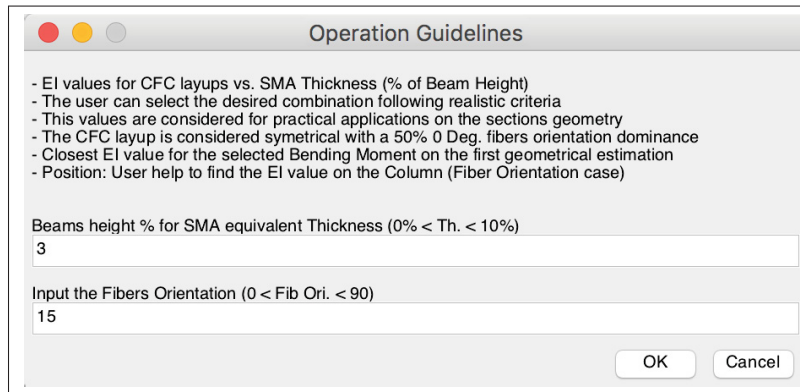 Operation Guidelines
- EI values for CFC layups vs. SMA Thickness (% of Beam Height)
- The user can select the desired combination following realistic criteria
- This values are considered for practical applications on the sections geometry
- The CFC layup is considered symetrical with a 50% 0 Deg. fibers orientation dominance
- Closest EI value for the selected Bending Moment on the first geometrical estimation
- Position: User help to find the EI value on the Column (Fiber Orientation case)
Beams height % for SMA equivalent Thickness (0% < Th. < 10%)
3
Input the Fibers Orientation (0 < Fib Ori. < 90)
15
OK Cancel